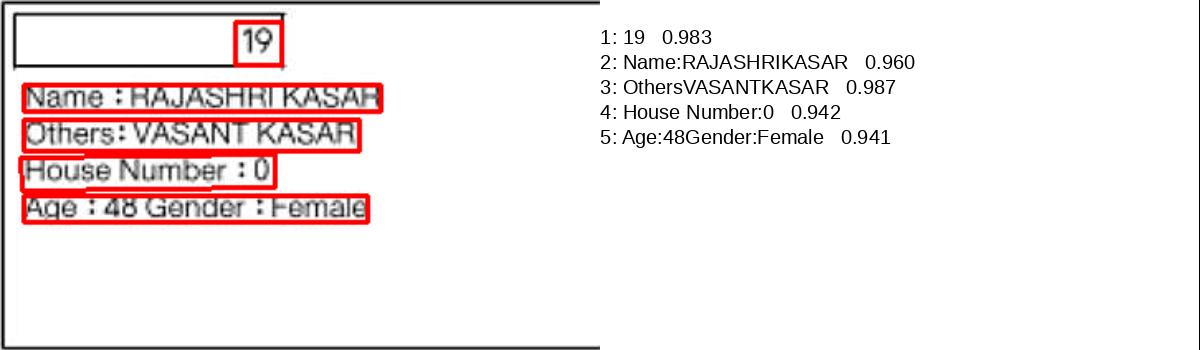 19
Name : RAJASHRI KASAR
Others: VASANT KASAR
House Number : 0
Age : 48 Gender : Female
1: 19 0.983
2: Name:RAJASHRIKASAR 0.960
3: OthersVASANTKASAR 0.987
4: House Number:0 0.942
5: Age:48Gender:Female 0.941